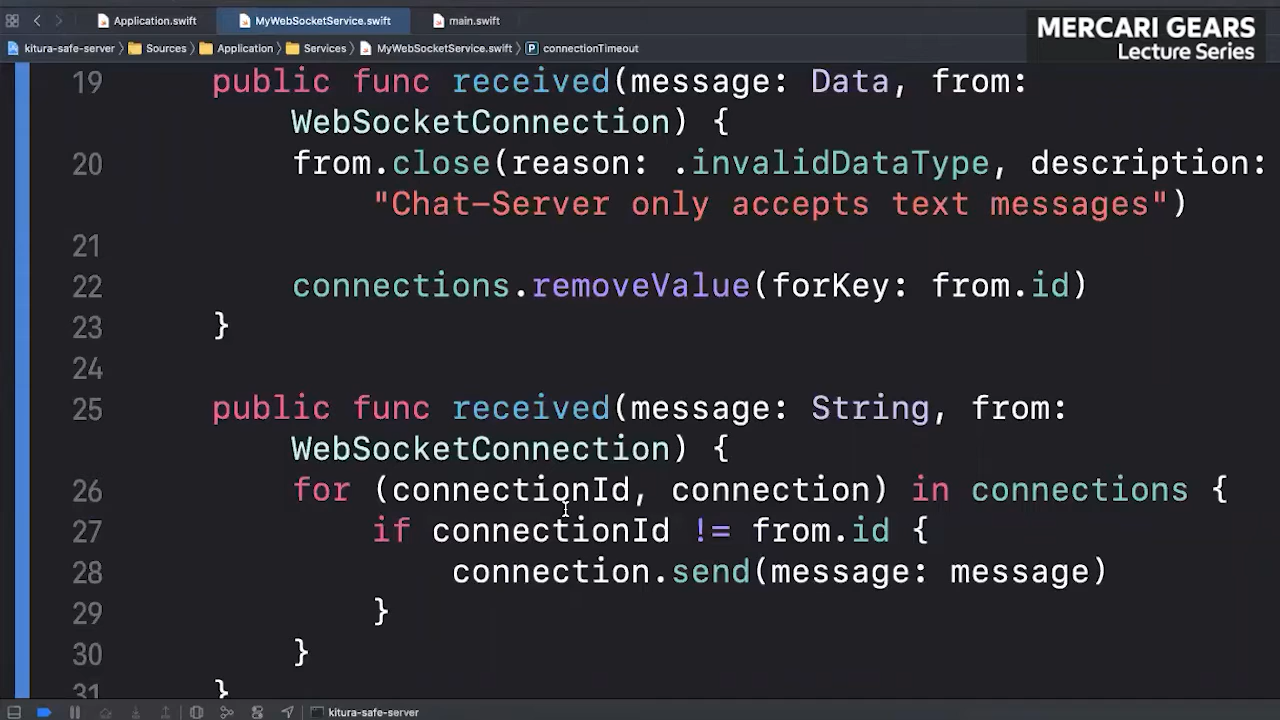 Application.swift MyWebSocketService.swift main.swift
MERCARI GEARS
Lecture Series
kitura-safe-server Sources Application Services MyWebSocketService.swift P connectionTimeout
19 public func received(message: Data, from:
WebSocketConnection) {
20 from.close(reason: .invalidDataType, description:
"Chat-Server only accepts text messages")
21
22 connections.removeValue(forKey: from.id)
23 }
24
25 public func received(message: String, from:
WebSocketConnection) {
26 for (connectionId, connection) in connections {
27 if connectionId != from.id {
28 connection.send(message: message)
29 }
30 }
31 }
kitura-safe-server